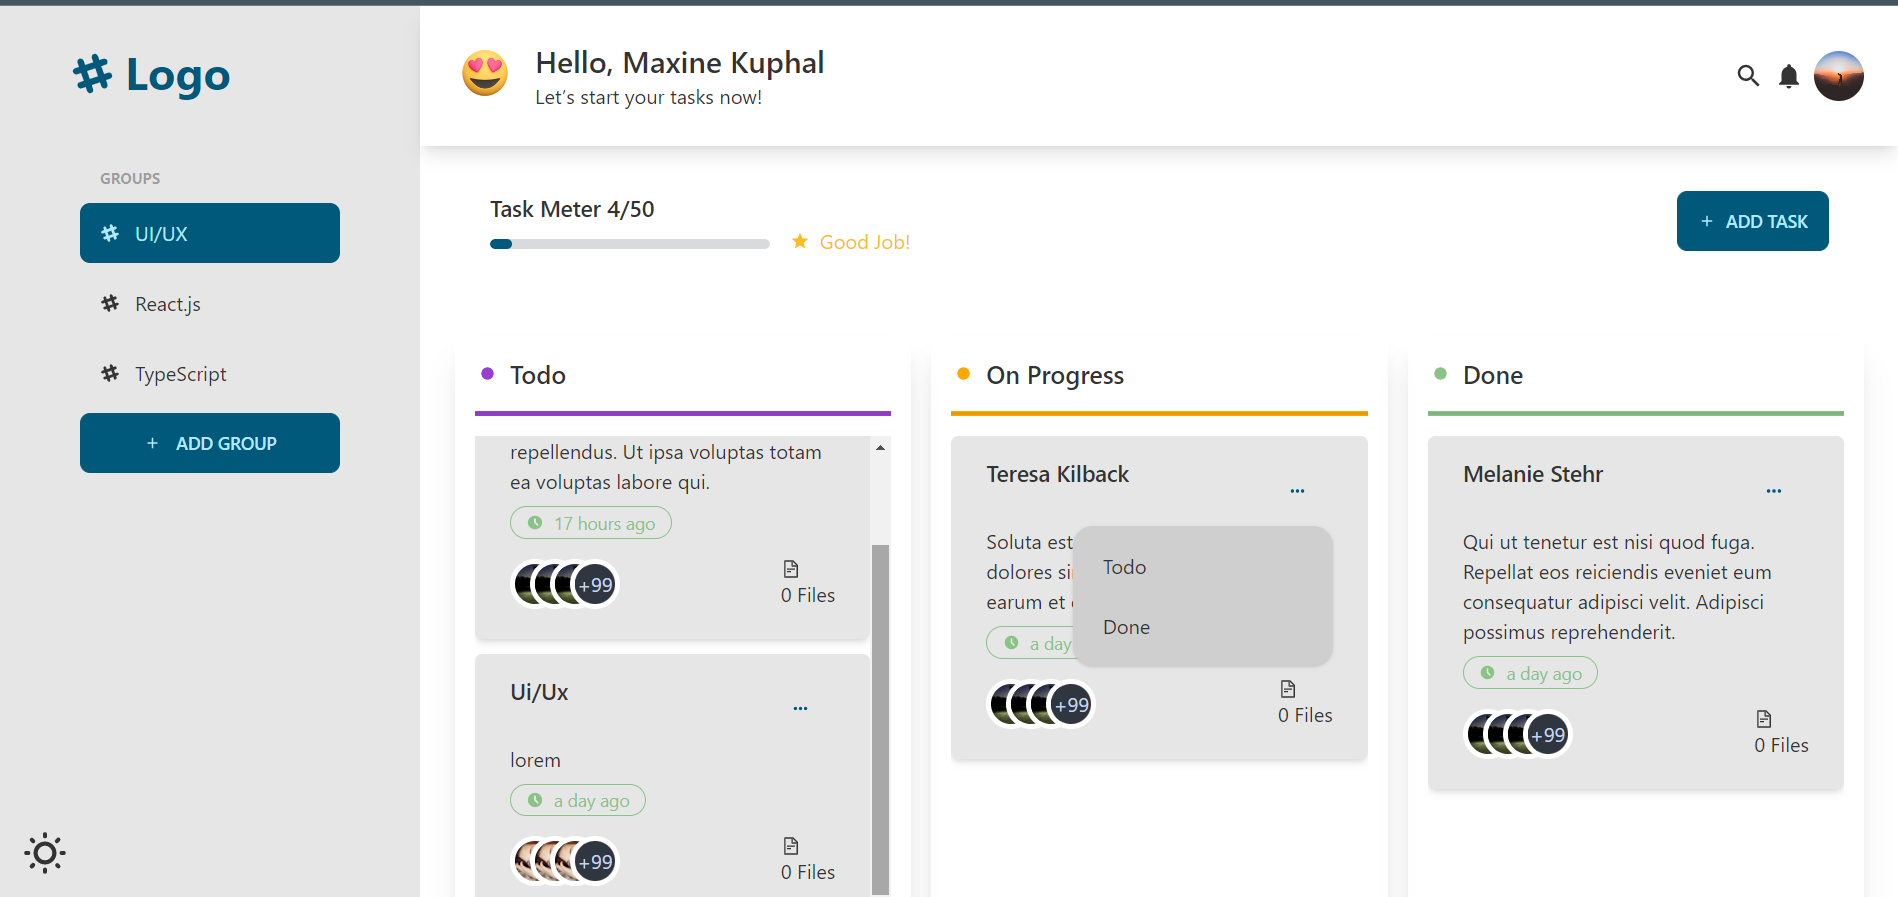 Logo
GROUPS
UI/UX
React.js
TypeScript
+ ADD GROUP
Hello, Maxine Kuphal
Let's start your tasks now!
Task Meter 4/50
Good Job!
+ ADD TASK
Todo
repellendus. Ut ipsa voluptas totam
ea voluptas labore qui.
17 hours ago
+99
0 Files
Ui/Ux
...
lorem
a day ago
+99
0 Files
On Progress
Teresa Kilback
...
Soluta est
dolores
earum et
a day
Todo
Done
+99
0 Files
Done
Melanie Stehr
...
Qui ut tenetur est nisi quod fuga.
Repellat eos reiciendis eveniet eum
consequatur adipisci velit. Adipisci
possimus reprehenderit.
a day ago
+99
0 Files